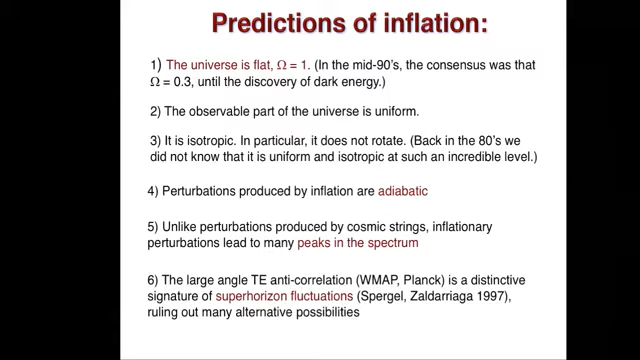 Predictions of inflation:
1) The universe is flat, Ω = 1. (In the mid-90's, the consensus was that
Ω = 0.3, until the discovery of dark energy.)
2) The observable part of the universe is uniform.
3) It is isotropic. In particular, it does not rotate. (Back in the 80's we
did not know that it is uniform and isotropic at such an incredible level.)
4) Perturbations produced by inflation are adiabatic
5) Unlike perturbations produced by cosmic strings, inflationary
perturbations lead to many peaks in the spectrum
6) The large angle TE anti-correlation (WMAP, Planck) is a distinctive
signature of superhorizon fluctuations (Spergel, Zaldarriaga 1997),
ruling out many alternative possibilities